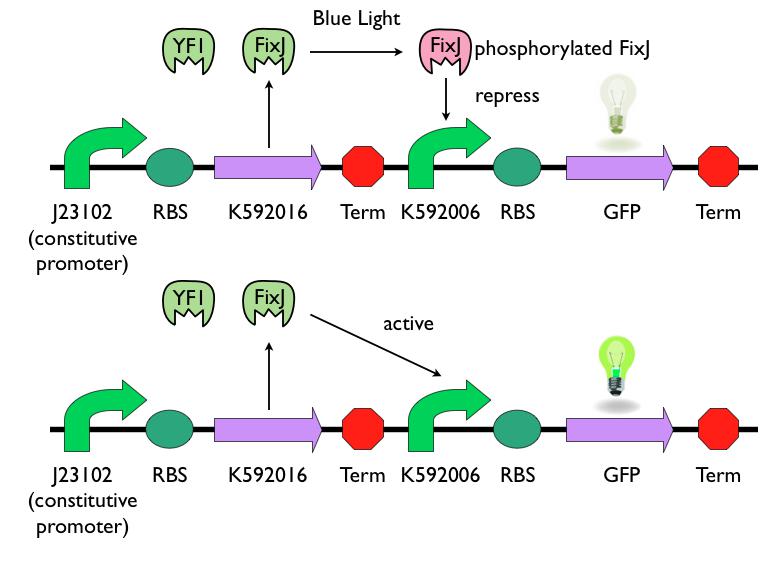 Blue Light
YF1 FixJ FixJ phosphorylated FixJ
repress
J23102 RBS K592016 Term K592006 RBS GFP Term
(constitutive
promoter)
YF1 FixJ
active
J23102 RBS K592016 Term K592006 RBS GFP Term
(constitutive
promoter)